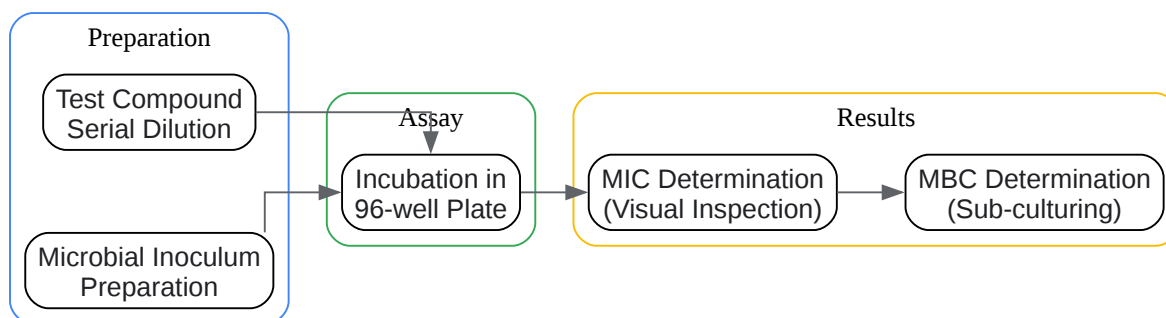 Preparation
Test Compound
Serial Dilution
Microbial Inoculum
Preparation
Assay
Incubation in
96-well Plate
Results
MIC Determination
(Visual Inspection)
MBC Determination
(Sub-culturing)